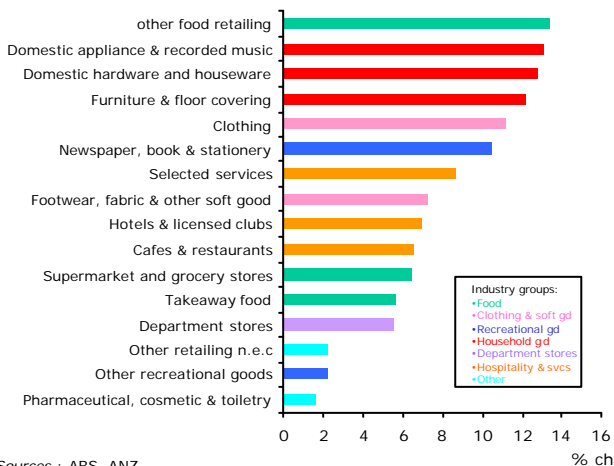 other food retailing
Domestic appliance & recorded music
Domestic hardware and houseware
Furniture & floor covering
Clothing
Newspaper, book & stationery
Selected services
Footwear, fabric & other soft good
Hotels & licensed clubs
Cafes & restaurants
Supermarket and grocery stores
Takeaway food
Department stores
Other retailing n.e.c
Other recreational goods
Pharmaceutical, cosmetic & toiletry
Industry groups:
•Food
•Clothing & soft gd
•Recreational gd
•Household gd
•Department stores
•Hospitality & svcs
•Other
0 2 4 6 8 10 12 14 16
% ch
Sources : ABS, ANZ